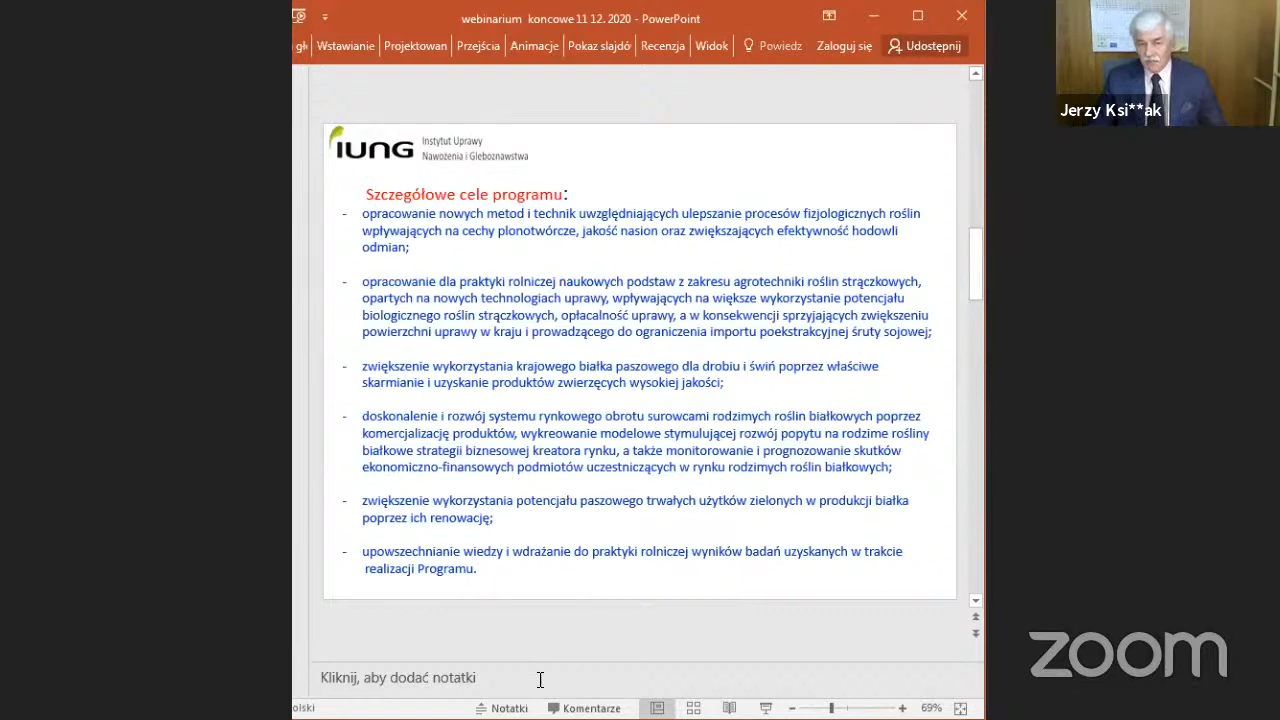 webinarium koncowe 11 12. 2020 - PowerPoint
gł Wstawianie Projektowan Przejścia Animacje Pokaz slajdó Recenzja Widok Powiedz Zaloguj się Udostępnij
Jerzy Ksi**ak
IUNG Instytut Uprawy
Nawożenia i Gleboznawstwa
Szczegółowe cele programu:
- opracowanie nowych metod i technik uwzględniających ulepszanie procesów fizjologicznych roślin
wpływających na cechy plonotwórcze, jakość nasion oraz zwiększających efektywność hodowli
odmian;
- opracowanie dla praktyki rolniczej naukowych podstaw z zakresu agrotechniki roślin strączkowych,
opartych na nowych technologiach uprawy, wpływających na większe wykorzystanie potencjału
biologicznego roślin strączkowych, opłacalność uprawy, a w konsekwencji sprzyjających zwiększeniu
powierzchni uprawy w kraju i prowadzącego do ograniczenia importu poekstrakcyjnej śruty sojowej;
- zwiększenie wykorzystania krajowego białka paszowego dla drobiu i świń poprzez właściwe
skarmianie i uzyskanie produktów zwierzęcych wysokiej jakości;
- doskonalenie i rozwój systemu rynkowego obrotu surowcami rodzimych roślin białkowych poprzez
komercjalizację produktów, wykreowanie modelowe stymulującej rozwój popytu na rodzime rośliny
białkowe strategii biznesowej kreatora rynku, a także monitorowanie i prognozowanie skutków
ekonomiczno-finansowych podmiotów uczestniczących w rynku rodzimych roślin białkowych;
- zwiększenie wykorzystania potencjału paszowego trwałych użytków zielonych w produkcji białka
poprzez ich renowację;
- upowszechnianie wiedzy i wdrażanie do praktyki rolniczej wyników badań uzyskanych w trakcie
realizacji Programu.
zoom
Kliknij, aby dodać notatki
olski Notatki Komentarze 69%